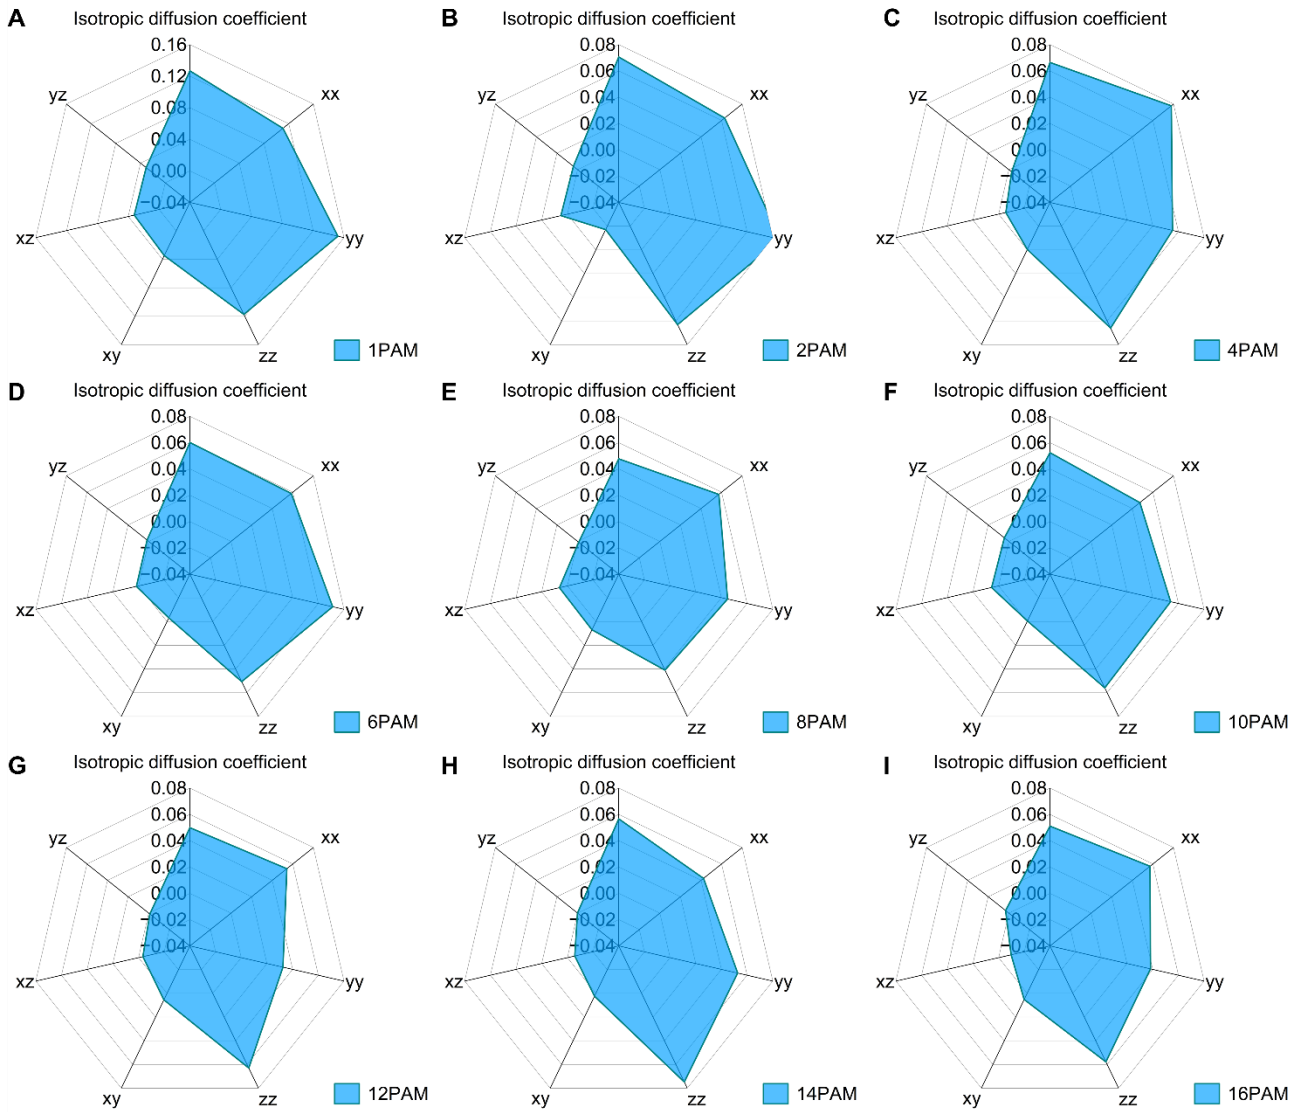 A Isotropic diffusion coefficient
0.16
0.12
0.08
0.04
0.00
−0.04
xx
yy
zz
xy
xz
yz
1PAM
B Isotropic diffusion coefficient
0.08
0.06
0.04
0.02
0.00
−0.02
−0.04
xx
yy
zz
xy
xz
yz
2PAM
C Isotropic diffusion coefficient
0.08
0.06
0.04
0.02
0.00
−0.02
−0.04
xx
yy
zz
xy
xz
yz
4PAM
D Isotropic diffusion coefficient
0.08
0.06
0.04
0.02
0.00
−0.02
−0.04
xx
yy
zz
xy
xz
yz
6PAM
E Isotropic diffusion coefficient
0.08
0.06
0.04
0.02
0.00
−0.02
−0.04
xx
yy
zz
xy
xz
yz
8PAM
F Isotropic diffusion coefficient
0.08
0.06
0.04
0.02
0.00
−0.02
−0.04
xx
yy
zz
xy
xz
yz
10PAM
G Isotropic diffusion coefficient
0.08
0.06
0.04
0.02
0.00
−0.02
−0.04
xx
yy
zz
xy
xz
yz
12PAM
H Isotropic diffusion coefficient
0.08
0.06
0.04
0.02
0.00
−0.02
−0.04
xx
yy
zz
xy
xz
yz
14PAM
I Isotropic diffusion coefficient
0.08
0.06
0.04
0.02
0.00
−0.02
−0.04
xx
yy
zz
xy
xz
yz
16PAM